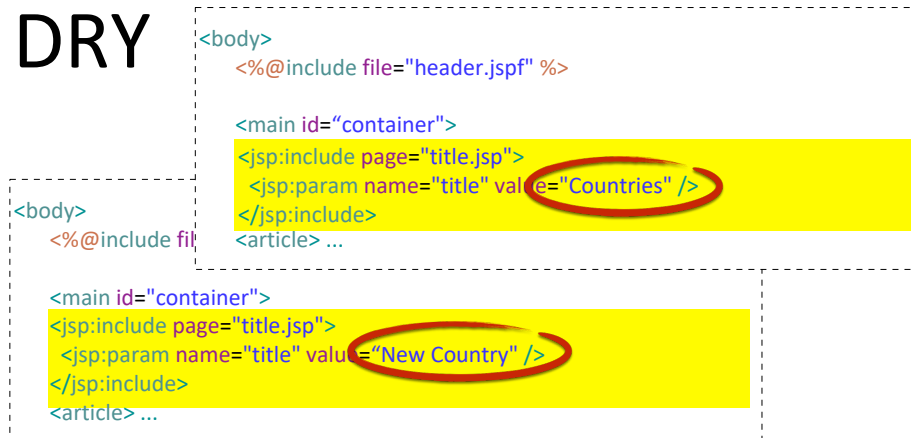 DRY
<body>
<%@include file="header.jspf" %>
<main id=“container">
<jsp:include page="title.jsp">
<jsp:param name="title" value="Countries" />
</jsp:include>
<article> ...
<body>
<%@include fil
<main id="container">
<jsp:include page="title.jsp">
<jsp:param name="title" value=“New Country" />
</jsp:include>
<article> ...